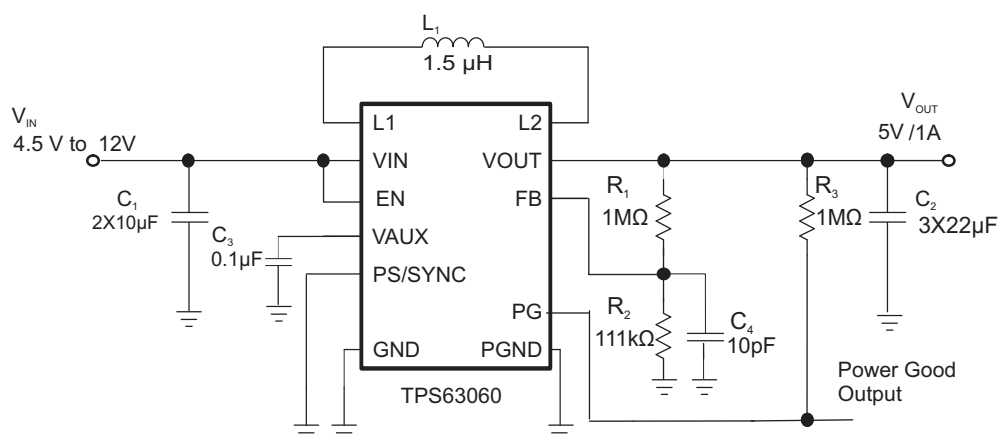 L₁
1.5 µH
V_IN
4.5 V to 12V
V_OUT
5V /1A
L1
L2
VIN
VOUT
EN
FB
VAUX
PS/SYNC
PG
GND
PGND
C₁
2X10µF
C₃
0.1µF
R₁
1MΩ
R₃
1MΩ
C₂
3X22µF
R₂
111kΩ
C₄
10pF
Power Good
Output
TPS63060